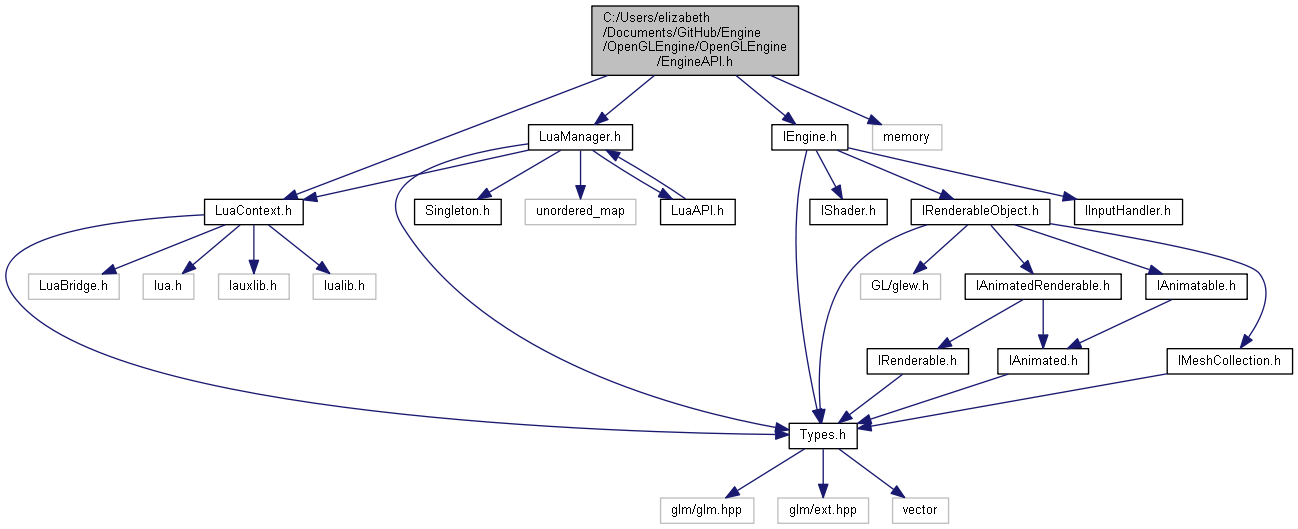 C:/Users/elizabeth
/Documents/GitHub/Engine
/OpenGLEngine/OpenGLEngine
/EngineAPI.h
LuaManager.h
IEngine.h
memory
LuaContext.h
Singleton.h
unordered_map
LuaAPI.h
IShader.h
IRenderableObject.h
IInputHandler.h
LuaBridge.h
lua.h
lauxlib.h
lualib.h
GL/glew.h
IAnimatedRenderable.h
IAnimatable.h
IRenderable.h
IAnimated.h
IMeshCollection.h
Types.h
glm/glm.hpp
glm/ext.hpp
vector